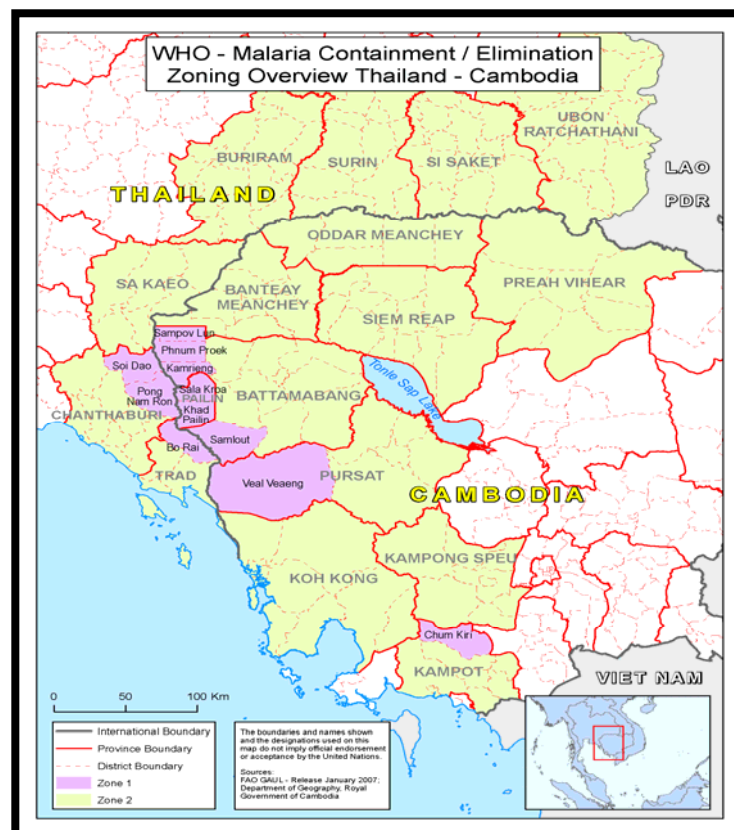 WHO - Malaria Containment / Elimination
Zoning Overview Thailand - Cambodia
UBON
RATCHATHANI
BURIRAM
SURIN
SI SAKET
LAO
PDR
THAILAND
ODDAR MEANCHEY
SA KAEO
BANTEAY
MEANCHEY
PREAH VIHEAR
SIEM REAP
Sampov Lun
Phnum Proek
Soi Dao
Kamrieng
Tonle Sap Lake
Sala Kroa
PAILIN
BATTAMABANG
Pong
Nam Ron
CHANTHABURI
Khad
Pailin
Bo Rai
Samlout
TRAD
Veal Veaeng
PURSAT
CAMBODIA
KAMPONG SPEU
KOH KONG
Chum Kiri
KAMPOT
VIET NAM
0 50 100 Km
International Boundary
Province Boundary
District Boundary
Zone 1
Zone 2
The boundaries and names shown
and the designations used on this
map do not imply official endorsement
or acceptance by the United Nations.
Sources:
FAO GAUL - Release January 2007;
Department of Geography, Royal
Government of Cambodia